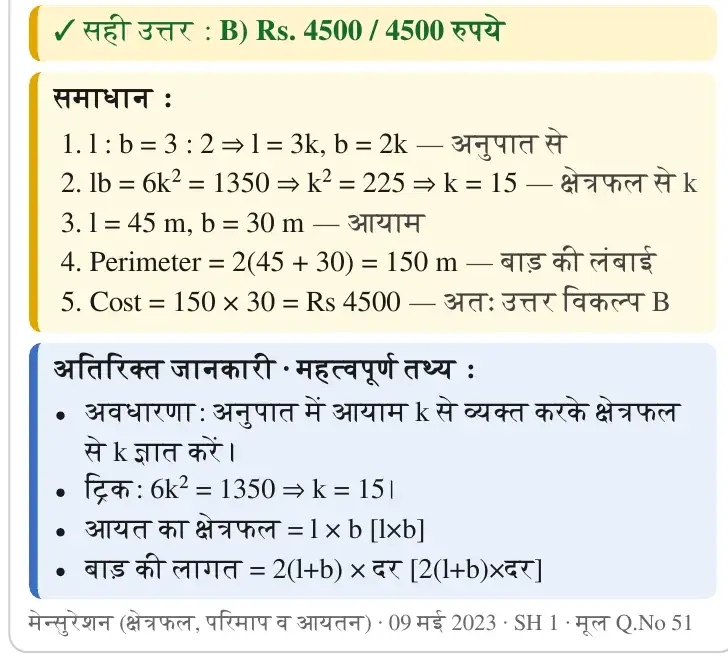 ✓ सही उत्तर : B) Rs. 4500 / 4500 रुपये
समाधान :
1. l : b = 3 : 2 ⇒ l = 3k, b = 2k — अनुपात से
2. lb = 6k² = 1350 ⇒ k² = 225 ⇒ k = 15 — क्षेत्रफल से k
3. l = 45 m, b = 30 m — आयाम
4. Perimeter = 2(45 + 30) = 150 m — बाड़ की लंबाई
5. Cost = 150 × 30 = Rs 4500 — अतः उत्तर विकल्प B
अतिरिक्त जानकारी · महत्वपूर्ण तथ्य :
• अवधारणा : अनुपात में आयाम k से व्यक्त करके क्षेत्रफल
से k ज्ञात करें।
• ट्रिक : 6k² = 1350 ⇒ k = 15।
• आयत का क्षेत्रफल = l × b [l×b]
• बाड़ की लागत = 2(l+b) × दर [2(l+b)×दर]
मेन्सुरेशन (क्षेत्रफल, परिमाप व आयतन) · 09 मई 2023 · SH 1 · मूल Q.No 51